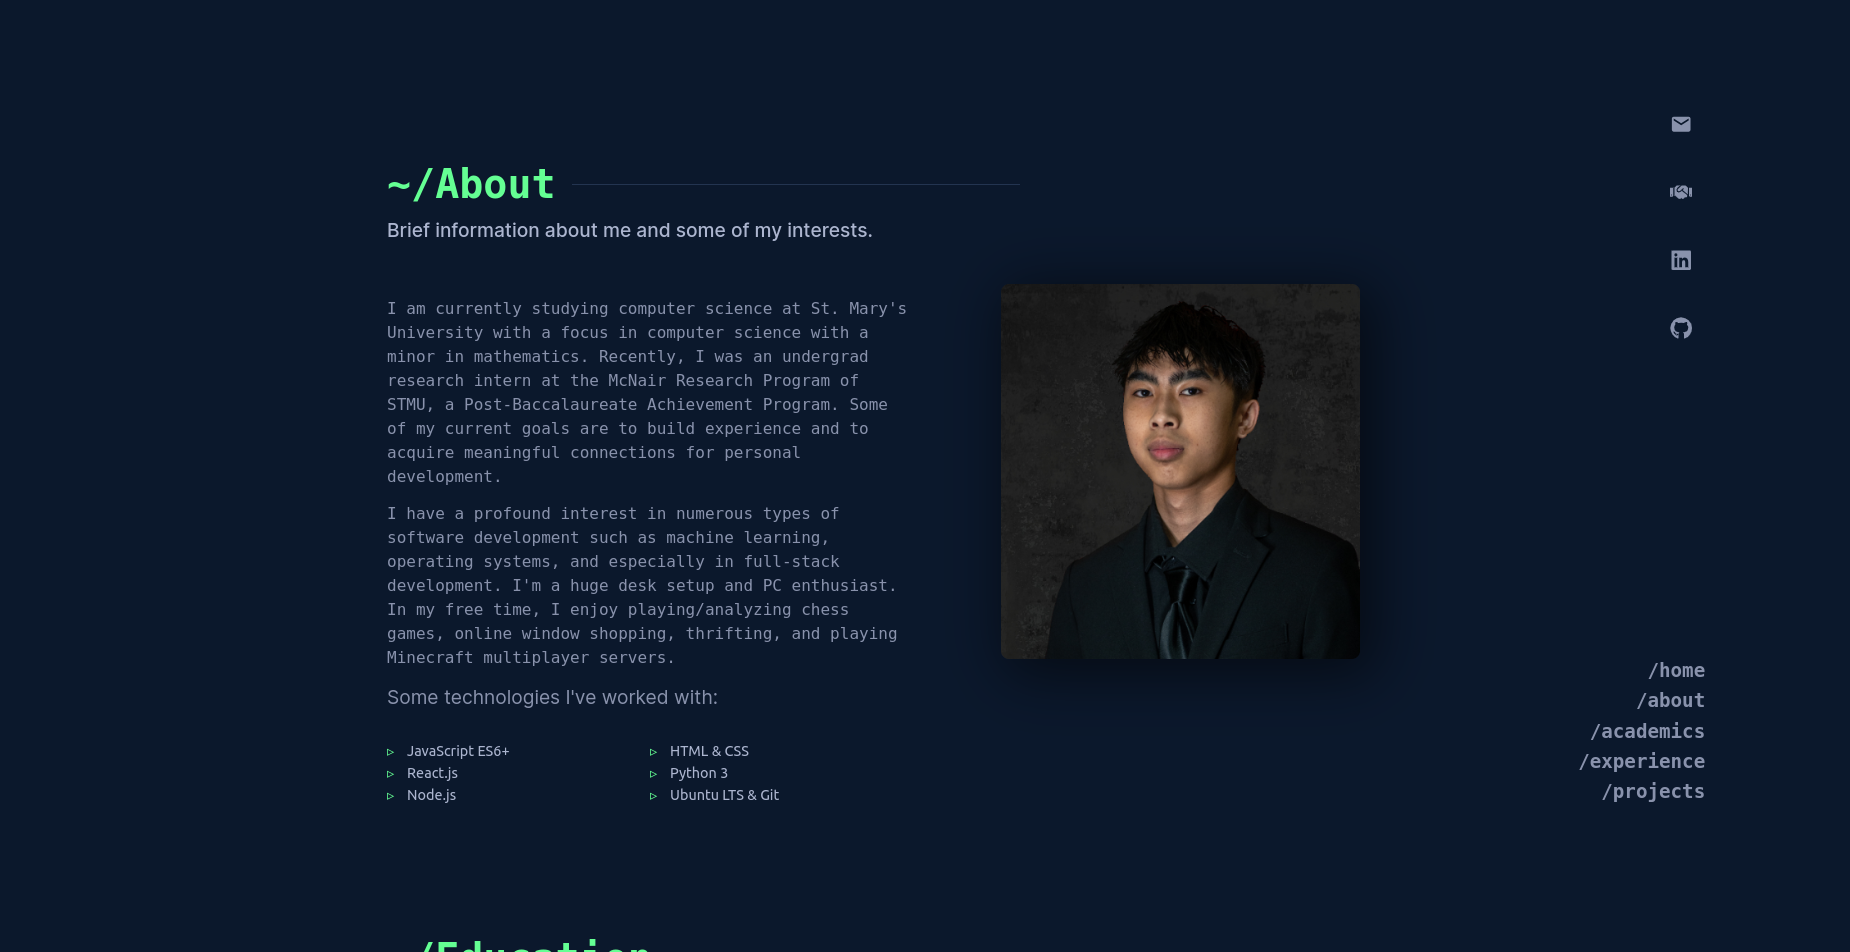 ~/About
Brief information about me and some of my interests.
I am currently studying computer science at St. Mary's
University with a focus in computer science with a
minor in mathematics. Recently, I was an undergrad
research intern at the McNair Research Program of
STMU, a Post-Baccalaureate Achievement Program. Some
of my current goals are to build experience and to
acquire meaningful connections for personal
development.
I have a profound interest in numerous types of
software development such as machine learning,
operating systems, and especially in full-stack
development. I'm a huge desk setup and PC enthusiast.
In my free time, I enjoy playing/analyzing chess
games, online window shopping, thrifting, and playing
Minecraft multiplayer servers.
Some technologies I've worked with:
▹ JavaScript ES6+
▹ React.js
▹ Node.js
▹ HTML & CSS
▹ Python 3
▹ Ubuntu LTS & Git
in
/home
/about
/academics
/experience
/projects
~/Education